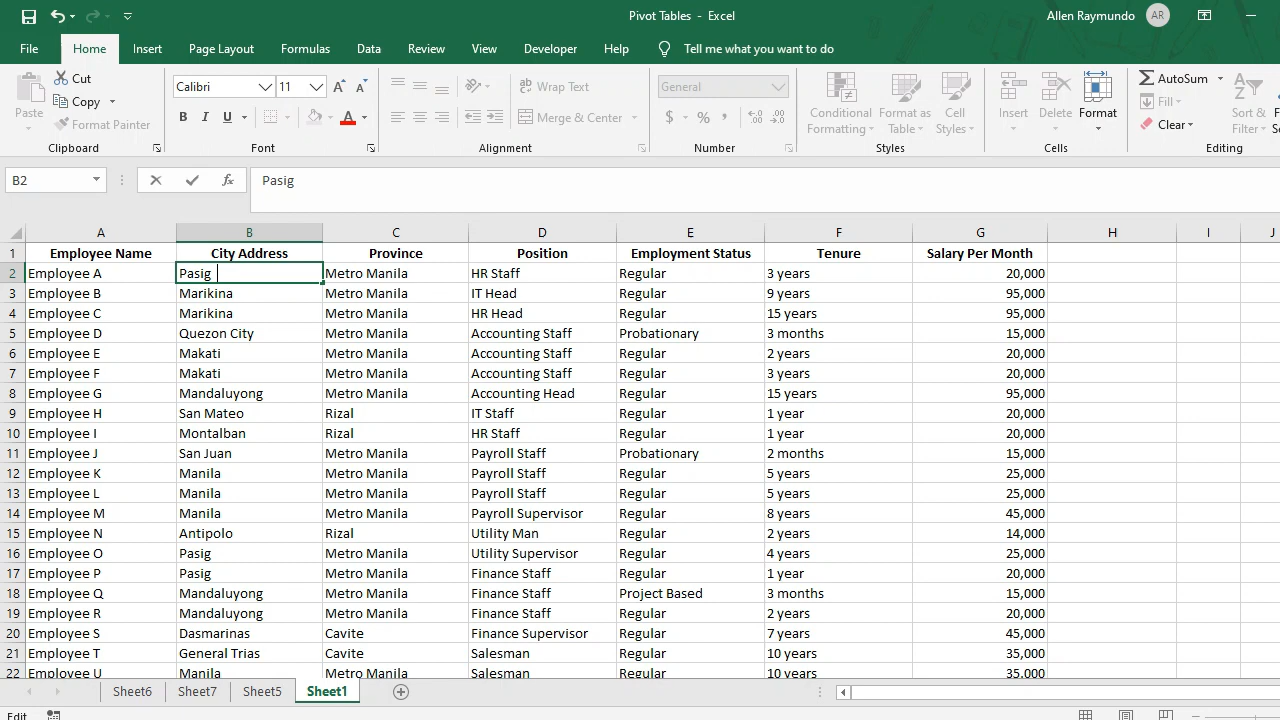 Pivot Tables - Excel
Allen Raymundo AR
File Home Insert Page Layout Formulas Data Review View Developer Help Tell me what you want to do
Paste
Cut
Copy
Format Painter
Clipboard
Calibri 11
B I U
Font
Wrap Text
Merge & Center
Alignment
General
Number
Conditional Formatting
Format as Table
Cell Styles
Styles
Insert
Delete
Format
Cells
AutoSum
Fill
Clear
Sort & Filter
Editing
B2 fx Pasig
A B C D E F G H I J
1 Employee Name City Address Province Position Employment Status Tenure Salary Per Month
2 Employee A Pasig Metro Manila HR Staff Regular 3 years 20,000
3 Employee B Marikina Metro Manila IT Head Regular 9 years 95,000
4 Employee C Marikina Metro Manila HR Head Regular 15 years 95,000
5 Employee D Quezon City Metro Manila Accounting Staff Probationary 3 months 15,000
6 Employee E Makati Metro Manila Accounting Staff Regular 2 years 20,000
7 Employee F Makati Metro Manila Accounting Staff Regular 3 years 20,000
8 Employee G Mandaluyong Metro Manila Accounting Head Regular 15 years 95,000
9 Employee H San Mateo Rizal IT Staff Regular 1 year 20,000
10 Employee I Montalban Rizal HR Staff Regular 1 year 20,000
11 Employee J San Juan Metro Manila Payroll Staff Probationary 2 months 15,000
12 Employee K Manila Metro Manila Payroll Staff Regular 5 years 25,000
13 Employee L Manila Metro Manila Payroll Staff Regular 5 years 25,000
14 Employee M Manila Metro Manila Payroll Supervisor Regular 8 years 45,000
15 Employee N Antipolo Rizal Utility Man Regular 2 years 14,000
16 Employee O Pasig Metro Manila Utility Supervisor Regular 4 years 25,000
17 Employee P Pasig Metro Manila Finance Staff Regular 1 year 20,000
18 Employee Q Mandaluyong Metro Manila Finance Staff Project Based 3 months 15,000
19 Employee R Mandaluyong Metro Manila Finance Staff Regular 2 years 20,000
20 Employee S Dasmarinas Cavite Finance Supervisor Regular 7 years 45,000
21 Employee T General Trias Cavite Salesman Regular 10 years 35,000
22 Employee U Manila Metro Manila Salesman Regular 10 years 35,000
Sheet6 Sheet7 Sheet5 Sheet1
Edit